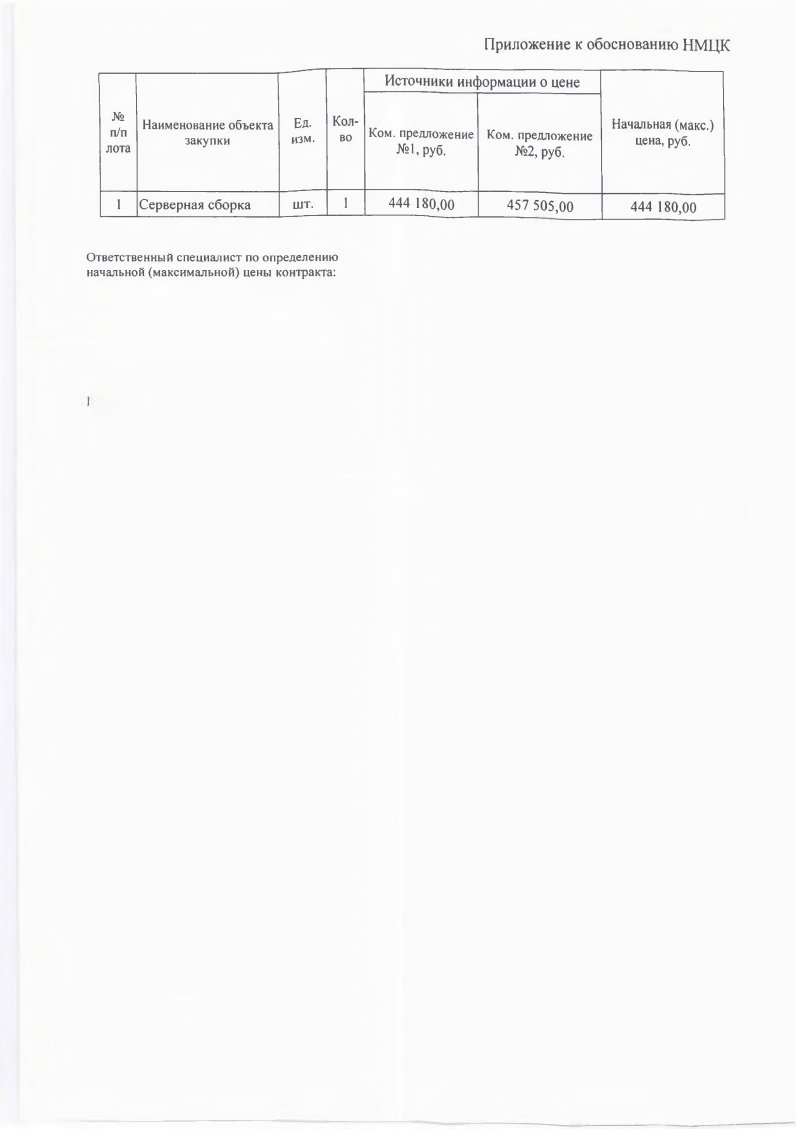 Приложение к обоснованию НМЦК
Источники информации о цене
№
п/п
лота
Наименование объекта
закупки
Ед.
изм.
Кол-
во
Ком. предложение
№1, руб.
Ком. предложение
№2, руб.
Начальная (макс.)
цена, руб.
1 Серверная сборка шт. 1 444 180,00 457 505,00 444 180,00
Ответственный специалист по определению
начальной (максимальной) цены контракта: